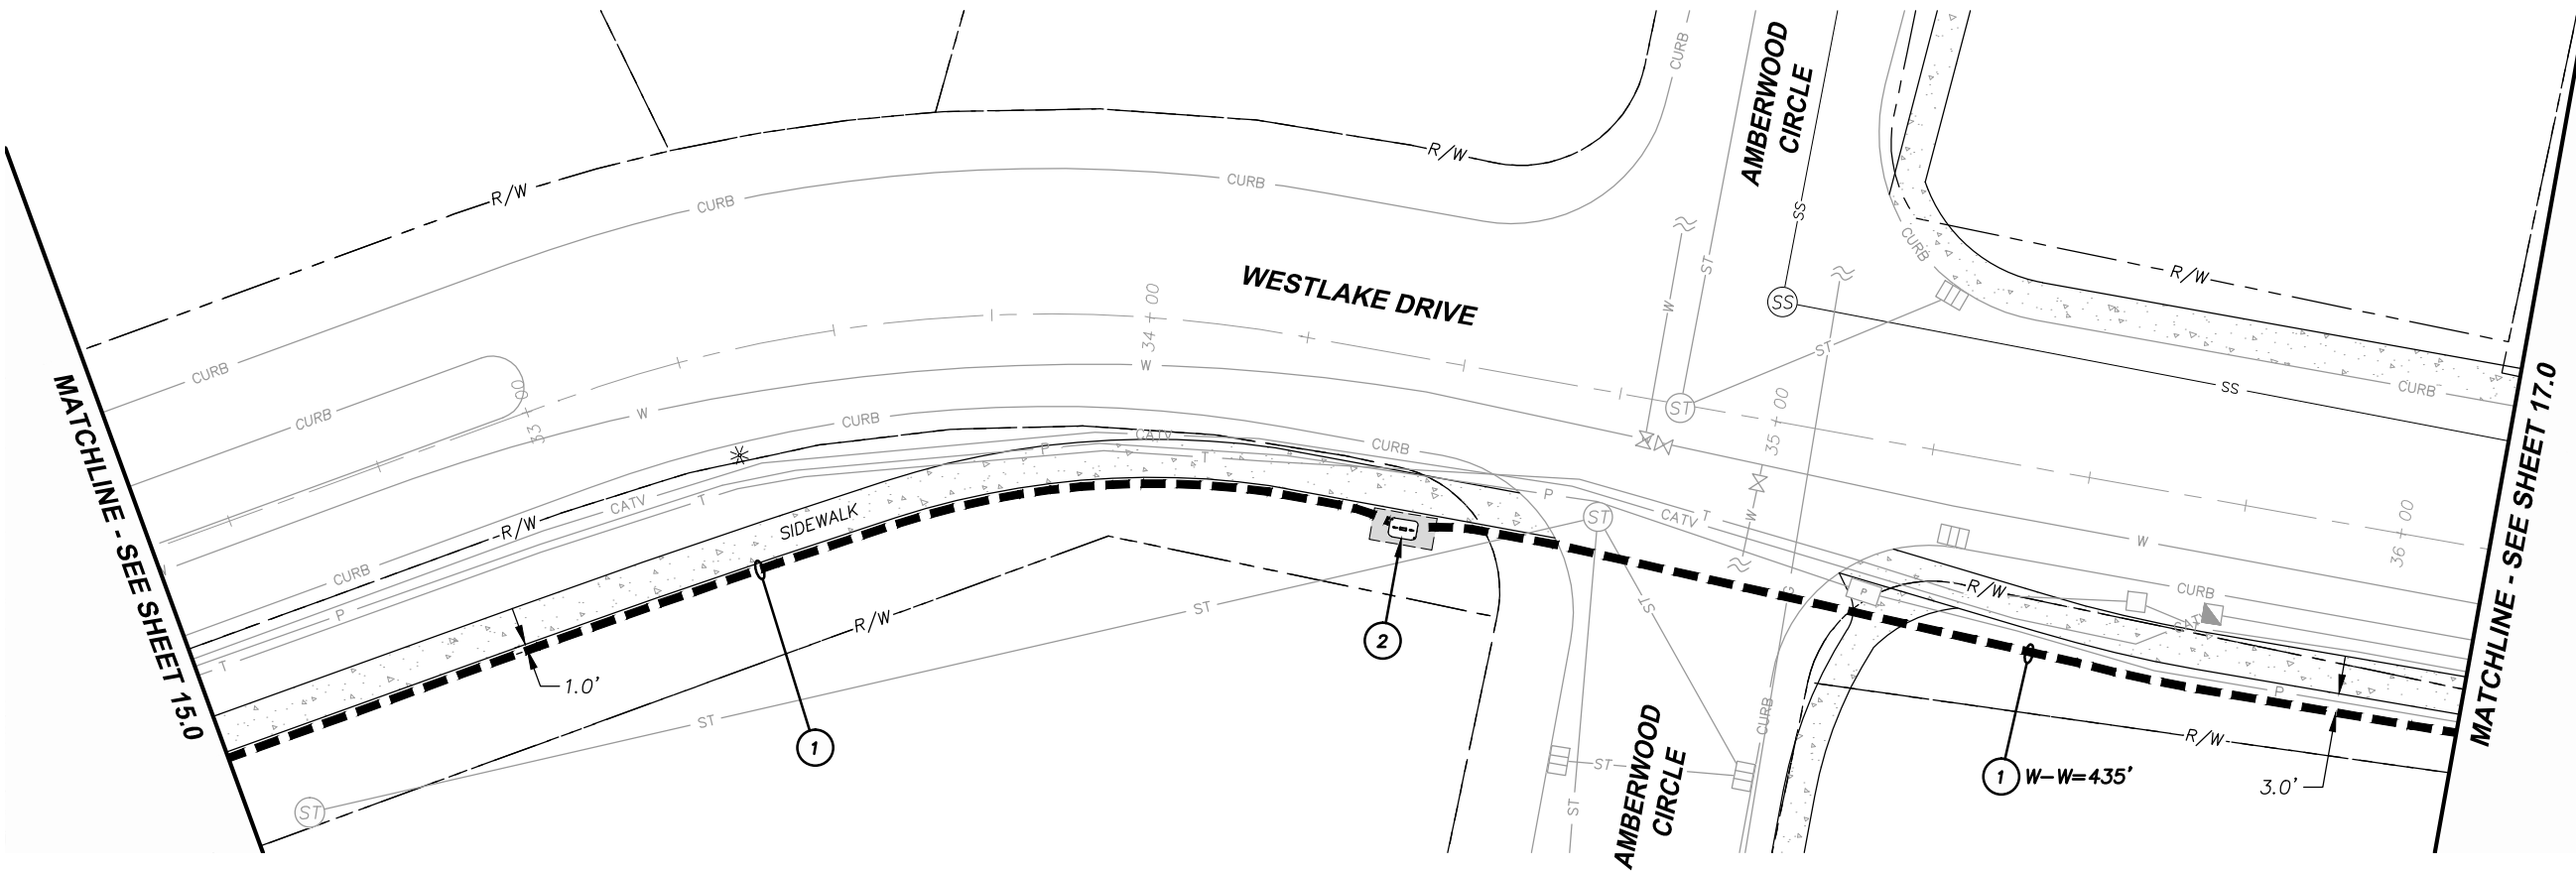 AMBERWOOD
CIRCLE
CURB
R/W
R/W
CURB
CURB
SS
WESTLAKE DRIVE
34+00
W
ST
SS
ST
CURB
R/W
CURB
CURB
33+00
W
W
CURB
CATV
P
T
CURB
ST
35+00
SS
CURB
MATCHLINE - SEE SHEET 15.0
MATCHLINE - SEE SHEET 17.0
R/W
CATV
T
SIDEWALK
P
ST
CATV
T
W
W
36+00
CURB
P
T
1.0'
R/W
ST
ST
2
G
P
R/W
CURB
CATV
P
ST
1
ST
ST
ST
CURB
AMBERWOOD
CIRCLE
1 W-W=435'
R/W
3.0'